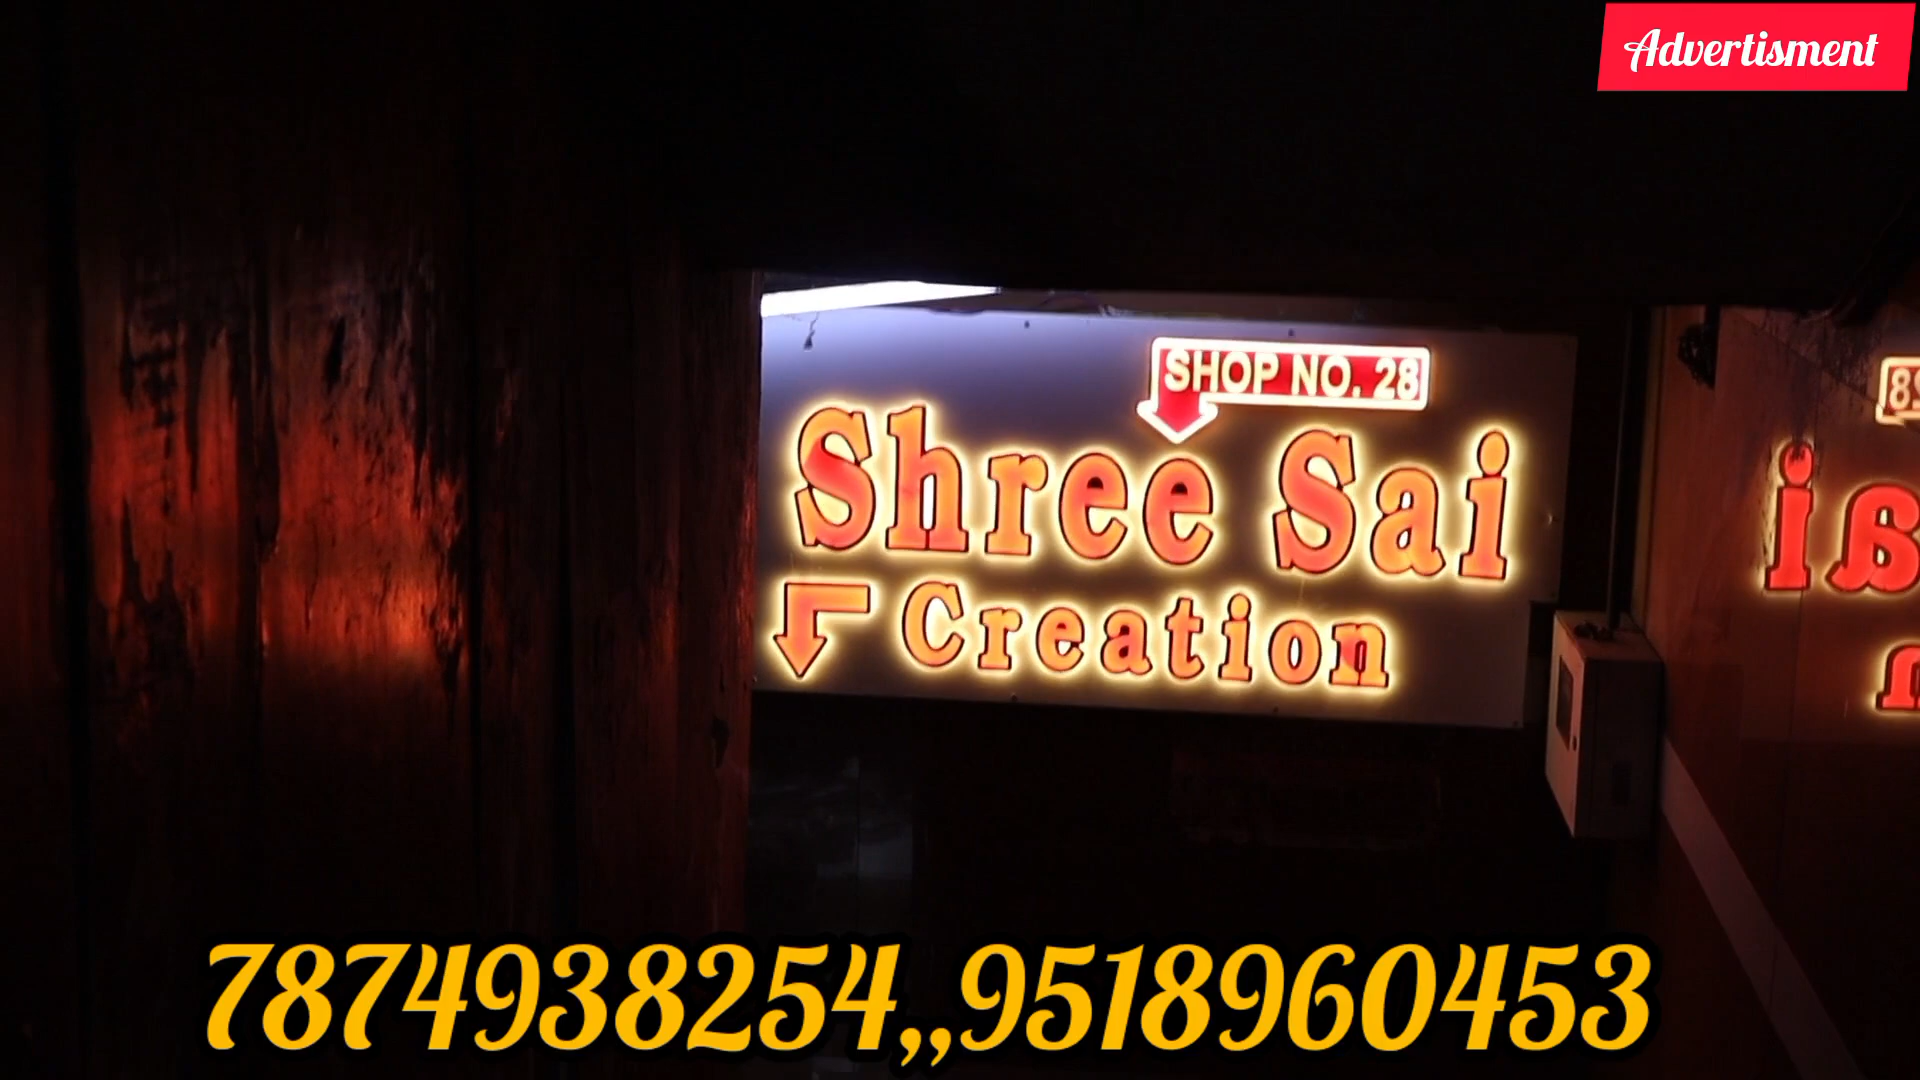 Advertisment
SHOP NO. 28
Shree Sai
Creation
7874938254,,9518960453